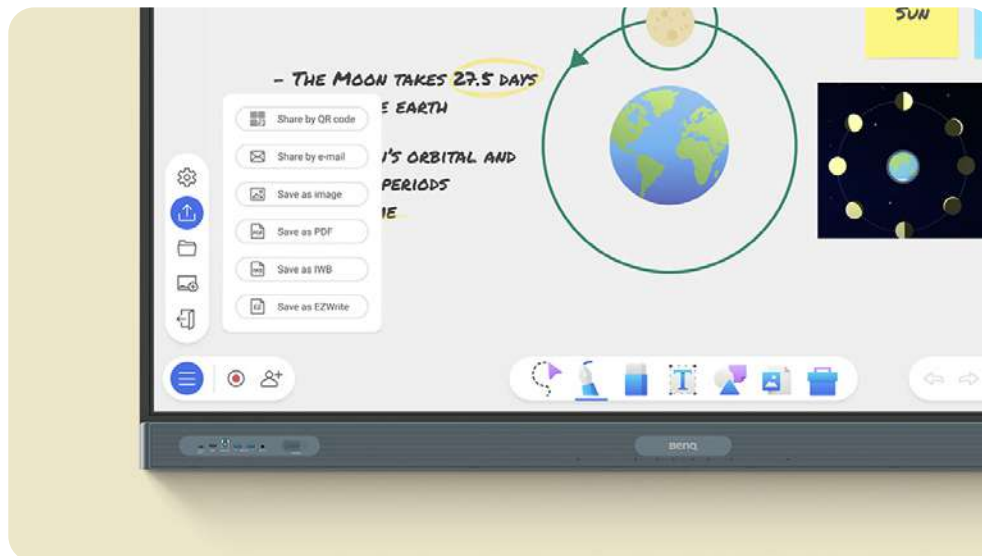 SUN
- THE MOON TAKES 27.5 DAYS
E EARTH
'S ORBITAL AND
PERIODS
E
Share by QR code
Share by e-mail
Save as image
Save as PDF
Save as IWB
Save as EZWrite
T
BenQ